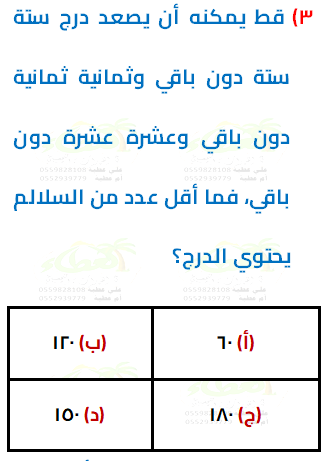 ٣) قط يمكنه أن يصعد درج ستة
ستة دون باقي وثمانية ثمانية
دون باقي وعشرة عشرة دون
باقي، فما أقل عدد من السلالم
يحتوي الدرج؟
(أ) ٦٠ (ب) ١٢٠
(ج) ١٨٠ (د) ١٥٠